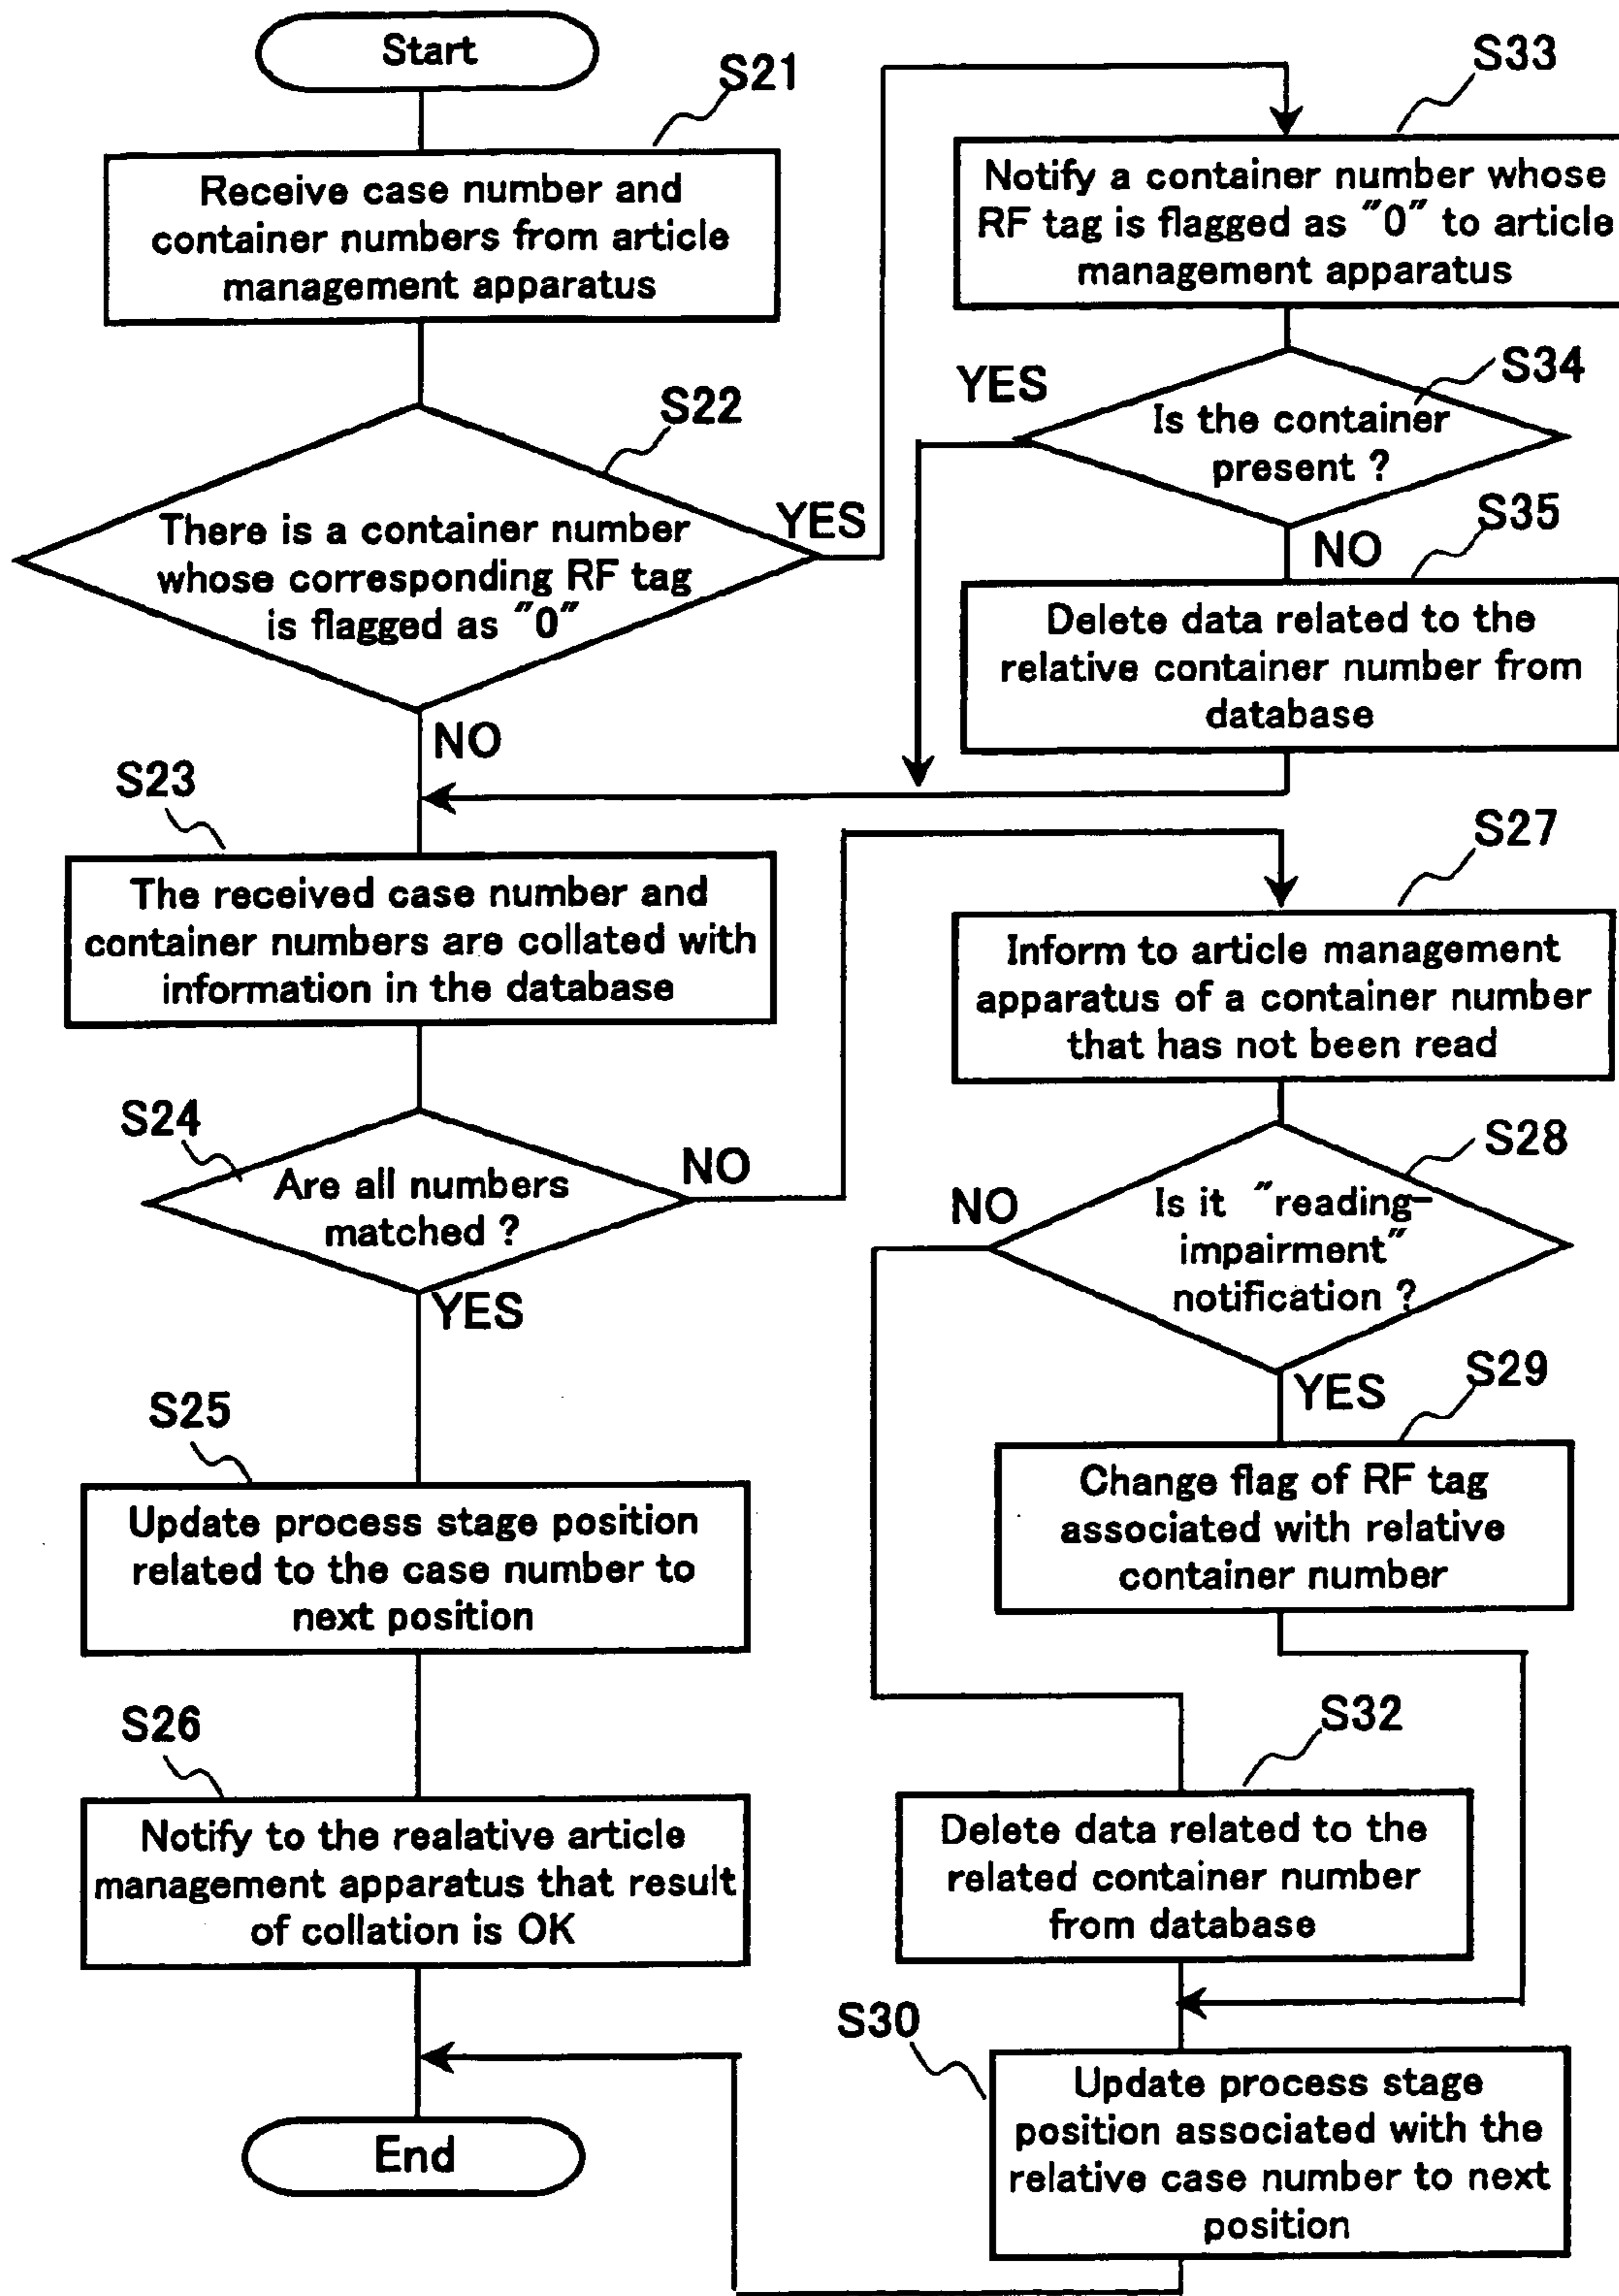 Start
S21
Receive case number and
container numbers from article
management apparatus
S22
There is a container number
whose corresponding RF tag
is flagged as "0"
YES
NO
S23
The received case number and
container numbers are collated with
information in the database
S24
Are all numbers
matched ?
NO
YES
S25
Update process stage position
related to the case number to
next position
S26
Notify to the realative article
management apparatus that result
of collation is OK
End
S33
Notify a container number whose
RF tag is flagged as "0" to article
management apparatus
S34
YES
Is the container
present ?
NO
S35
Delete data related to the
relative container number from
database
S27
Inform to article management
apparatus of a container number
that has not been read
S28
NO
Is it "reading-
impairment"
notification ?
YES
S29
Change flag of RF tag
associated with relative
container number
S32
Delete data related to the
related container number
from database
S30
Update process stage
position associated with the
relative case number to next
position